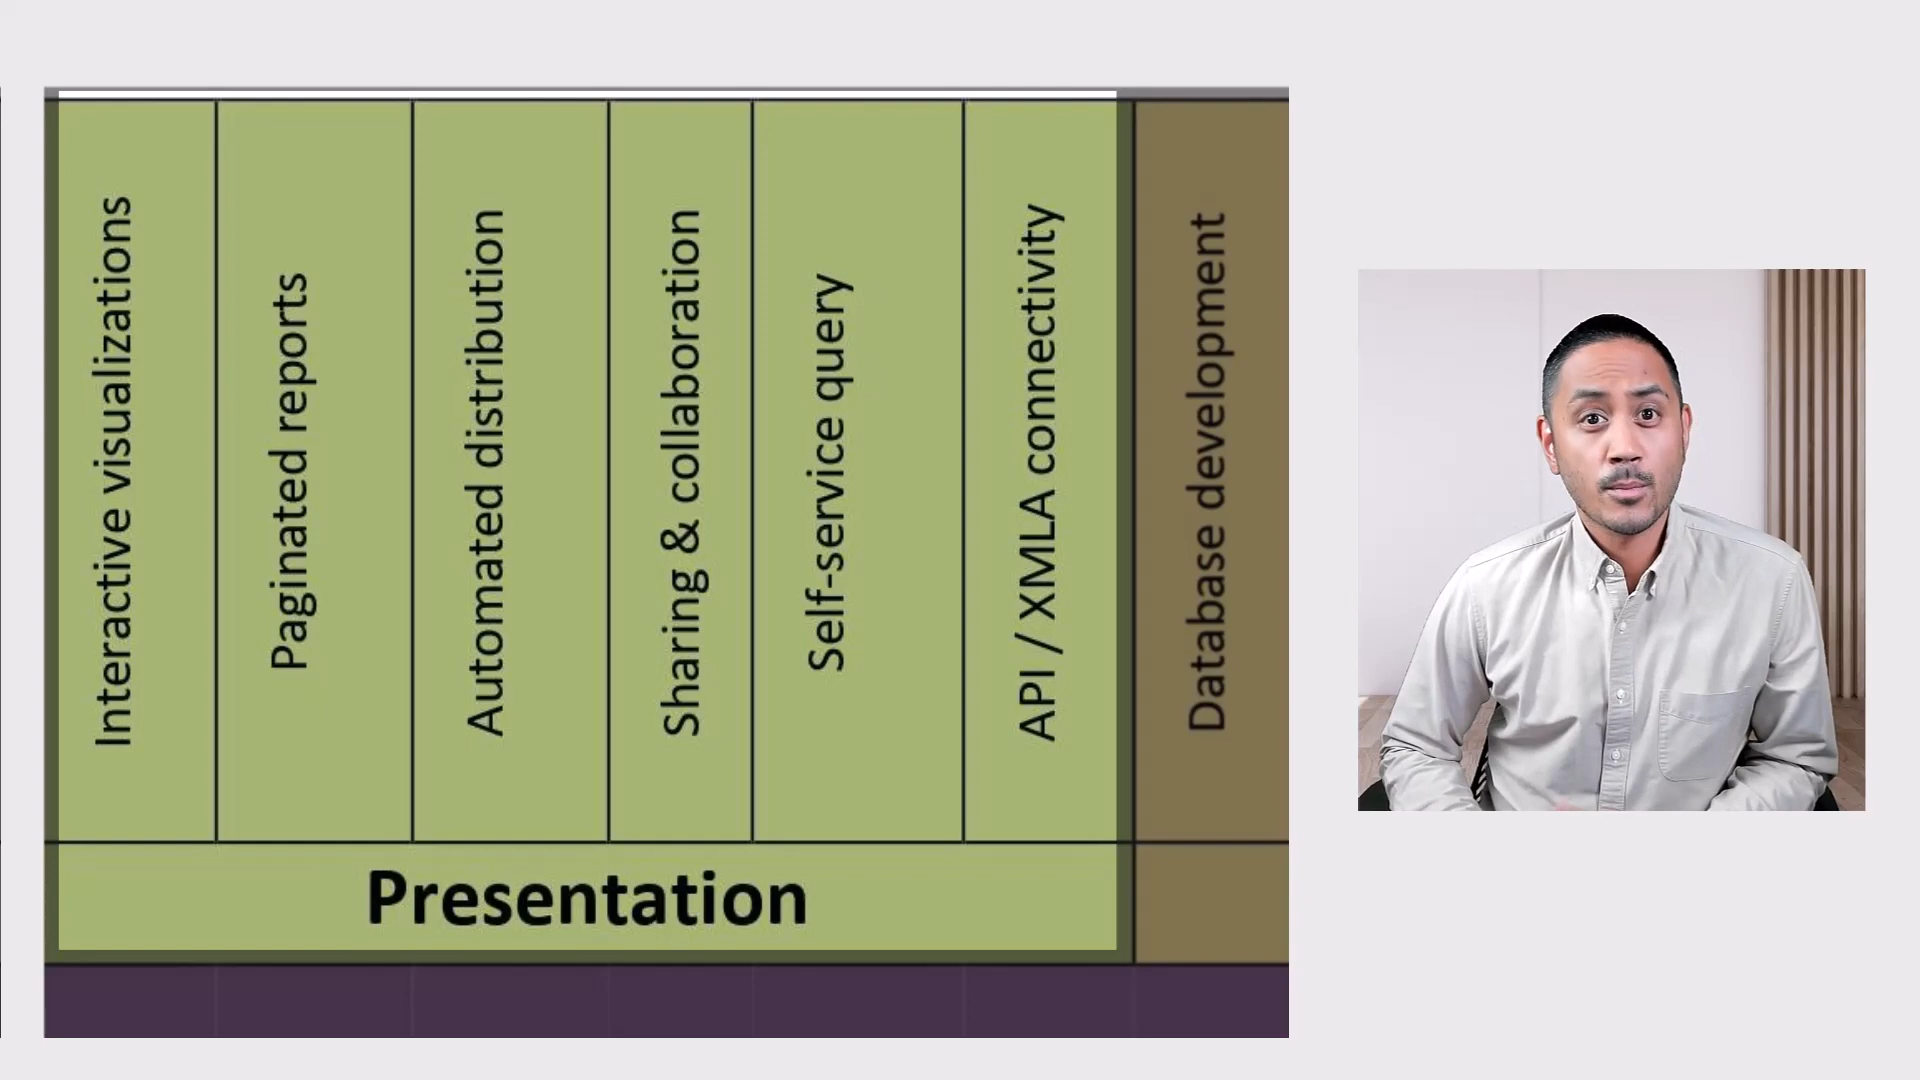 Interactive visualizations
Paginated reports
Automated distribution
Sharing & collaboration
Self-service query
API / XMLA connectivity
Database development
Presentation